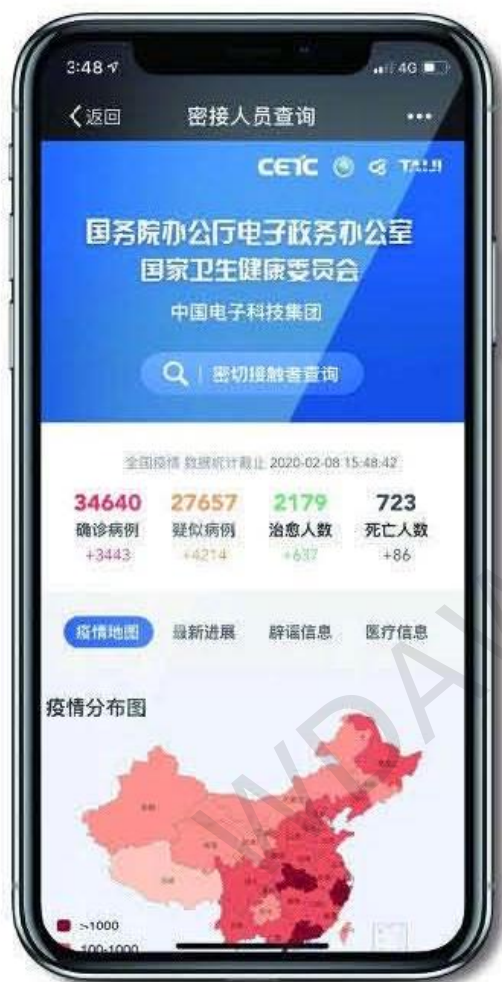 3:48
4G
返回 密接人员查询
CETC TAIJI
国务院办公厅电子政务办公室
国家卫生健康委员会
中国电子科技集团
密切接触者查询
全国疫情 数据统计截止 2020-02-08 15:48:42
34640 27657 2179 723
确诊病例 疑似病例 治愈人数 死亡人数
+3443 +4214 +637 +86
疫情地图 最新进展 辟谣信息 医疗信息
疫情分布图
>1000
100-1000